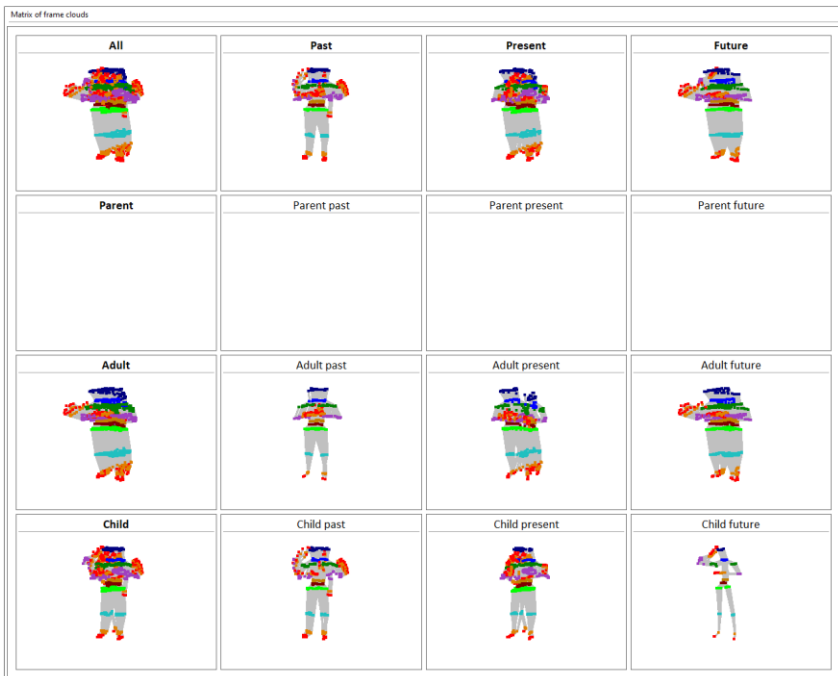 Matrix of frame clouds
All Past Present Future
Parent Parent past Parent present Parent future
Adult Adult past Adult present Adult future
Child Child past Child present Child future